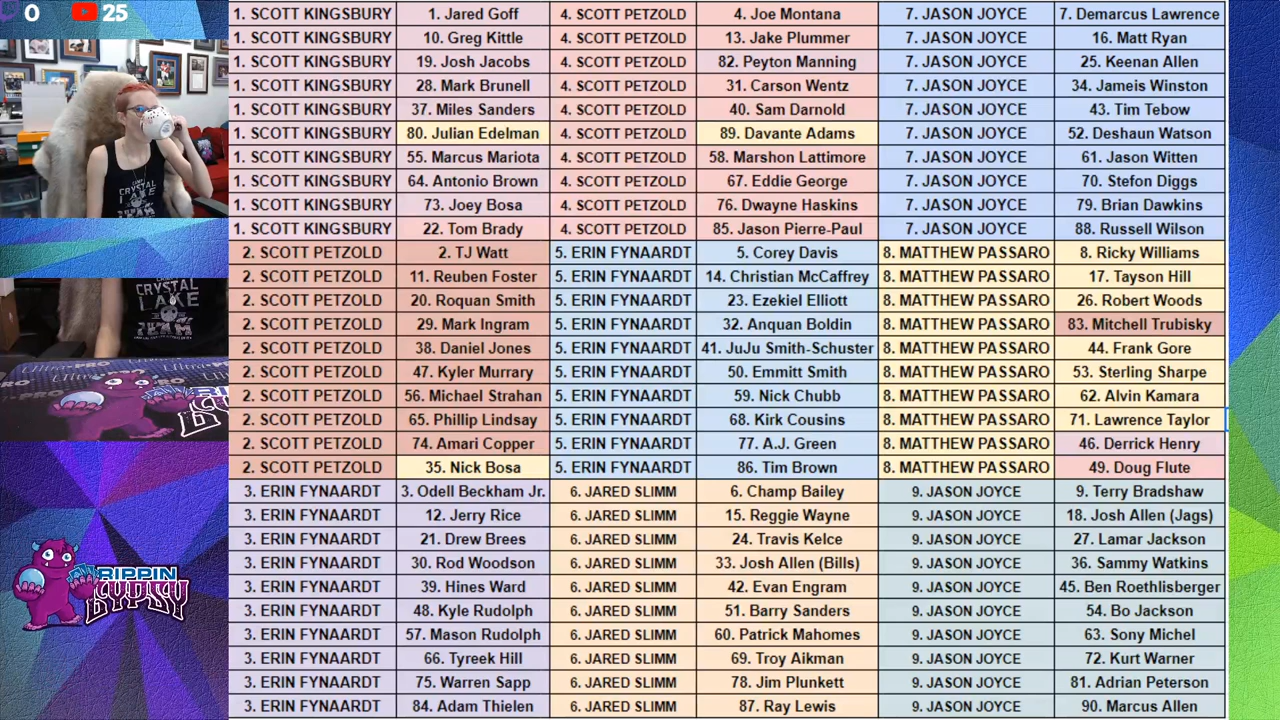 0 25
1. SCOTT KINGSBURY 1. Jared Goff 4. SCOTT PETZOLD 4. Joe Montana 7. JASON JOYCE 7. Demarcus Lawrence
1. SCOTT KINGSBURY 10. Greg Kittle 4. SCOTT PETZOLD 13. Jake Plummer 7. JASON JOYCE 16. Matt Ryan
1. SCOTT KINGSBURY 19. Josh Jacobs 4. SCOTT PETZOLD 82. Peyton Manning 7. JASON JOYCE 25. Keenan Allen
1. SCOTT KINGSBURY 28. Mark Brunell 4. SCOTT PETZOLD 31. Carson Wentz 7. JASON JOYCE 34. Jameis Winston
1. SCOTT KINGSBURY 37. Miles Sanders 4. SCOTT PETZOLD 40. Sam Darnold 7. JASON JOYCE 43. Tim Tebow
1. SCOTT KINGSBURY 80. Julian Edelman 4. SCOTT PETZOLD 89. Davante Adams 7. JASON JOYCE 52. Deshaun Watson
1. SCOTT KINGSBURY 55. Marcus Mariota 4. SCOTT PETZOLD 58. Marshon Lattimore 7. JASON JOYCE 61. Jason Witten
1. SCOTT KINGSBURY 64. Antonio Brown 4. SCOTT PETZOLD 67. Eddie George 7. JASON JOYCE 70. Stefon Diggs
1. SCOTT KINGSBURY 73. Joey Bosa 4. SCOTT PETZOLD 76. Dwayne Haskins 7. JASON JOYCE 79. Brian Dawkins
1. SCOTT KINGSBURY 22. Tom Brady 4. SCOTT PETZOLD 85. Jason Pierre-Paul 7. JASON JOYCE 88. Russell Wilson
2. SCOTT PETZOLD 2. TJ Watt 5. ERIN FYNAARDT 5. Corey Davis 8. MATTHEW PASSARO 8. Ricky Williams
2. SCOTT PETZOLD 11. Reuben Foster 5. ERIN FYNAARDT 14. Christian McCaffrey 8. MATTHEW PASSARO 17. Tayson Hill
2. SCOTT PETZOLD 20. Roquan Smith 5. ERIN FYNAARDT 23. Ezekiel Elliott 8. MATTHEW PASSARO 26. Robert Woods
2. SCOTT PETZOLD 29. Mark Ingram 5. ERIN FYNAARDT 32. Anquan Boldin 8. MATTHEW PASSARO 83. Mitchell Trubisky
2. SCOTT PETZOLD 38. Daniel Jones 5. ERIN FYNAARDT 41. JuJu Smith-Schuster 8. MATTHEW PASSARO 44. Frank Gore
2. SCOTT PETZOLD 47. Kyler Murrary 5. ERIN FYNAARDT 50. Emmitt Smith 8. MATTHEW PASSARO 53. Sterling Sharpe
2. SCOTT PETZOLD 56. Michael Strahan 5. ERIN FYNAARDT 59. Nick Chubb 8. MATTHEW PASSARO 62. Alvin Kamara
2. SCOTT PETZOLD 65. Phillip Lindsay 5. ERIN FYNAARDT 68. Kirk Cousins 8. MATTHEW PASSARO 71. Lawrence Taylor
2. SCOTT PETZOLD 74. Amari Copper 5. ERIN FYNAARDT 77. A.J. Green 8. MATTHEW PASSARO 46. Derrick Henry
2. SCOTT PETZOLD 35. Nick Bosa 5. ERIN FYNAARDT 86. Tim Brown 8. MATTHEW PASSARO 49. Doug Flute
3. ERIN FYNAARDT 3. Odell Beckham Jr. 6. JARED SLIMM 6. Champ Bailey 9. JASON JOYCE 9. Terry Bradshaw
3. ERIN FYNAARDT 12. Jerry Rice 6. JARED SLIMM 15. Reggie Wayne 9. JASON JOYCE 18. Josh Allen (Jags)
3. ERIN FYNAARDT 21. Drew Brees 6. JARED SLIMM 24. Travis Kelce 9. JASON JOYCE 27. Lamar Jackson
3. ERIN FYNAARDT 30. Rod Woodson 6. JARED SLIMM 33. Josh Allen (Bills) 9. JASON JOYCE 36. Sammy Watkins
3. ERIN FYNAARDT 39. Hines Ward 6. JARED SLIMM 42. Evan Engram 9. JASON JOYCE 45. Ben Roethlisberger
3. ERIN FYNAARDT 48. Kyle Rudolph 6. JARED SLIMM 51. Barry Sanders 9. JASON JOYCE 54. Bo Jackson
3. ERIN FYNAARDT 57. Mason Rudolph 6. JARED SLIMM 60. Patrick Mahomes 9. JASON JOYCE 63. Sony Michel
3. ERIN FYNAARDT 66. Tyreek Hill 6. JARED SLIMM 69. Troy Aikman 9. JASON JOYCE 72. Kurt Warner
3. ERIN FYNAARDT 75. Warren Sapp 6. JARED SLIMM 78. Jim Plunkett 9. JASON JOYCE 81. Adrian Peterson
3. ERIN FYNAARDT 84. Adam Thielen 6. JARED SLIMM 87. Ray Lewis 9. JASON JOYCE 90. Marcus Allen
CRYSTAL
LAKE
CRYSTAL
LAKE
TEAM
RIPPIN
GYPSY